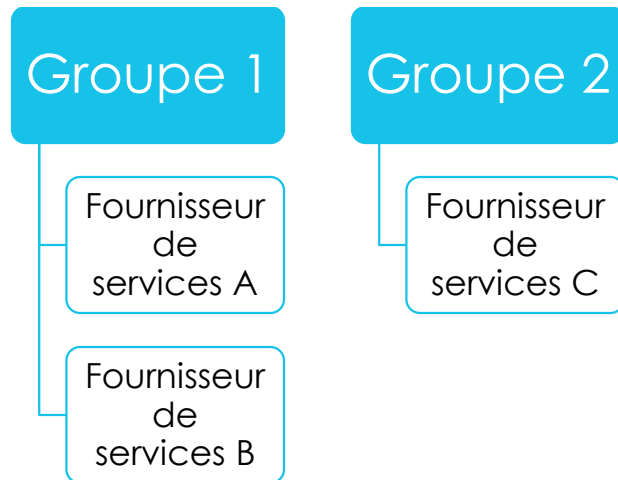 Groupe 1
Fournisseur
de
services A
Fournisseur
de
services B
Groupe 2
Fournisseur
de
services C